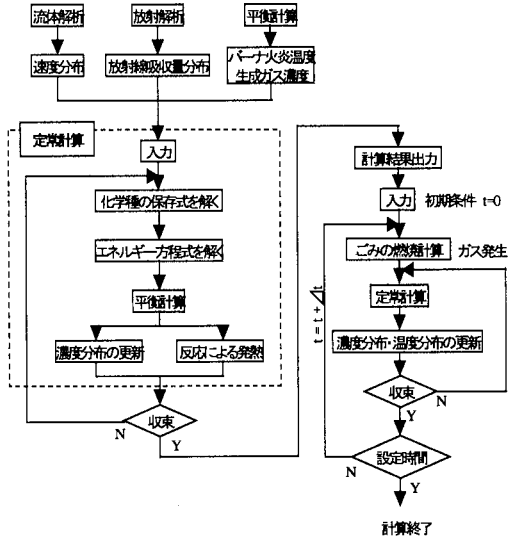 流体解析
放射解析
平衡計算
速度分布
放射線吸収量分布
バーナ火炎温度
生成ガス濃度
定常計算
入力
化学種の保存式を解く
エネルギー方程式を解く
平衡計算
濃度分布の更新
反応による発熱
収束
N
Y
計算結果出力
入力
初期条件 t=0
ごみの燃焼計算
ガス発生
定常計算
t = t + Δt
濃度分布・温度分布の更新
収束
N
Y
設定時間
N
Y
計算終了